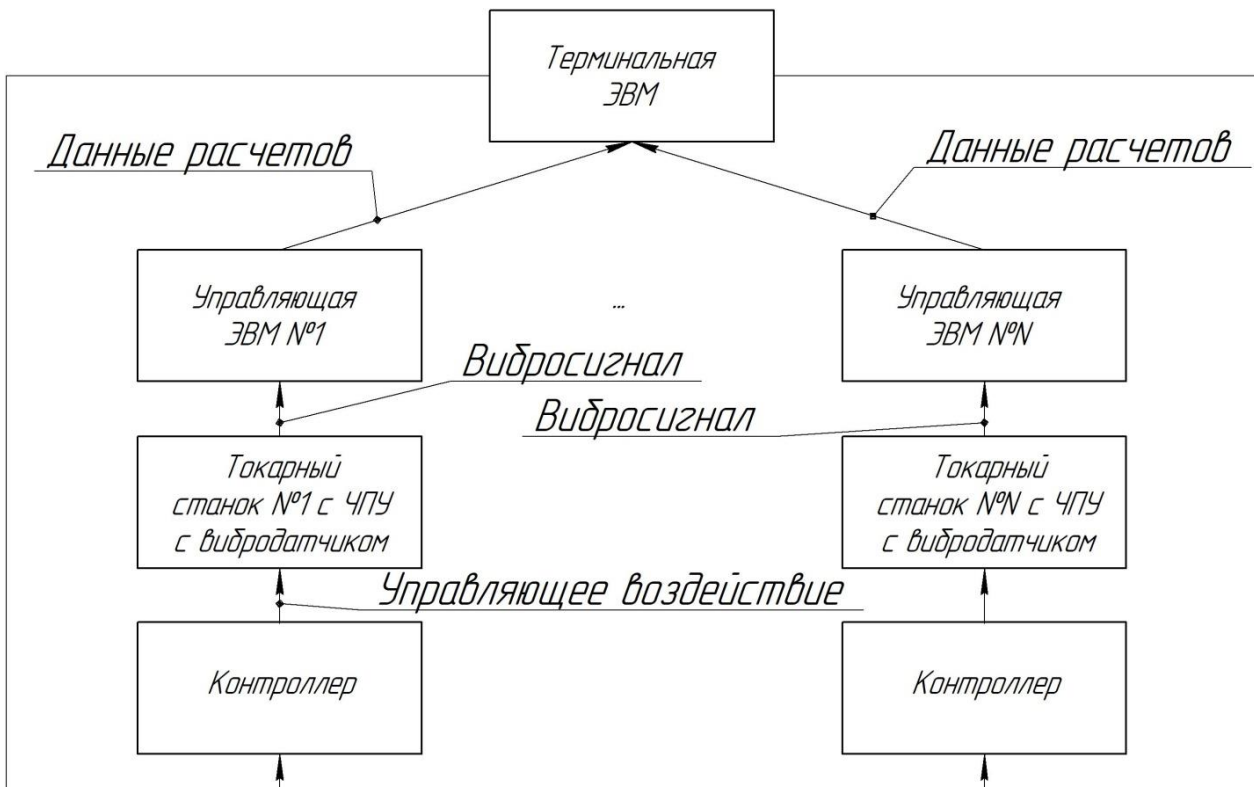 Терминальная
ЭВМ
Данные расчетов
Данные расчетов
Управляющая
ЭВМ №1
...
Управляющая
ЭВМ №N
Вибросигнал
Вибросигнал
Токарный
станок №1 с ЧПУ
с вибродатчиком
Токарный
станок №N с ЧПУ
с вибродатчиком
Управляющее воздействие
Контроллер
Контроллер